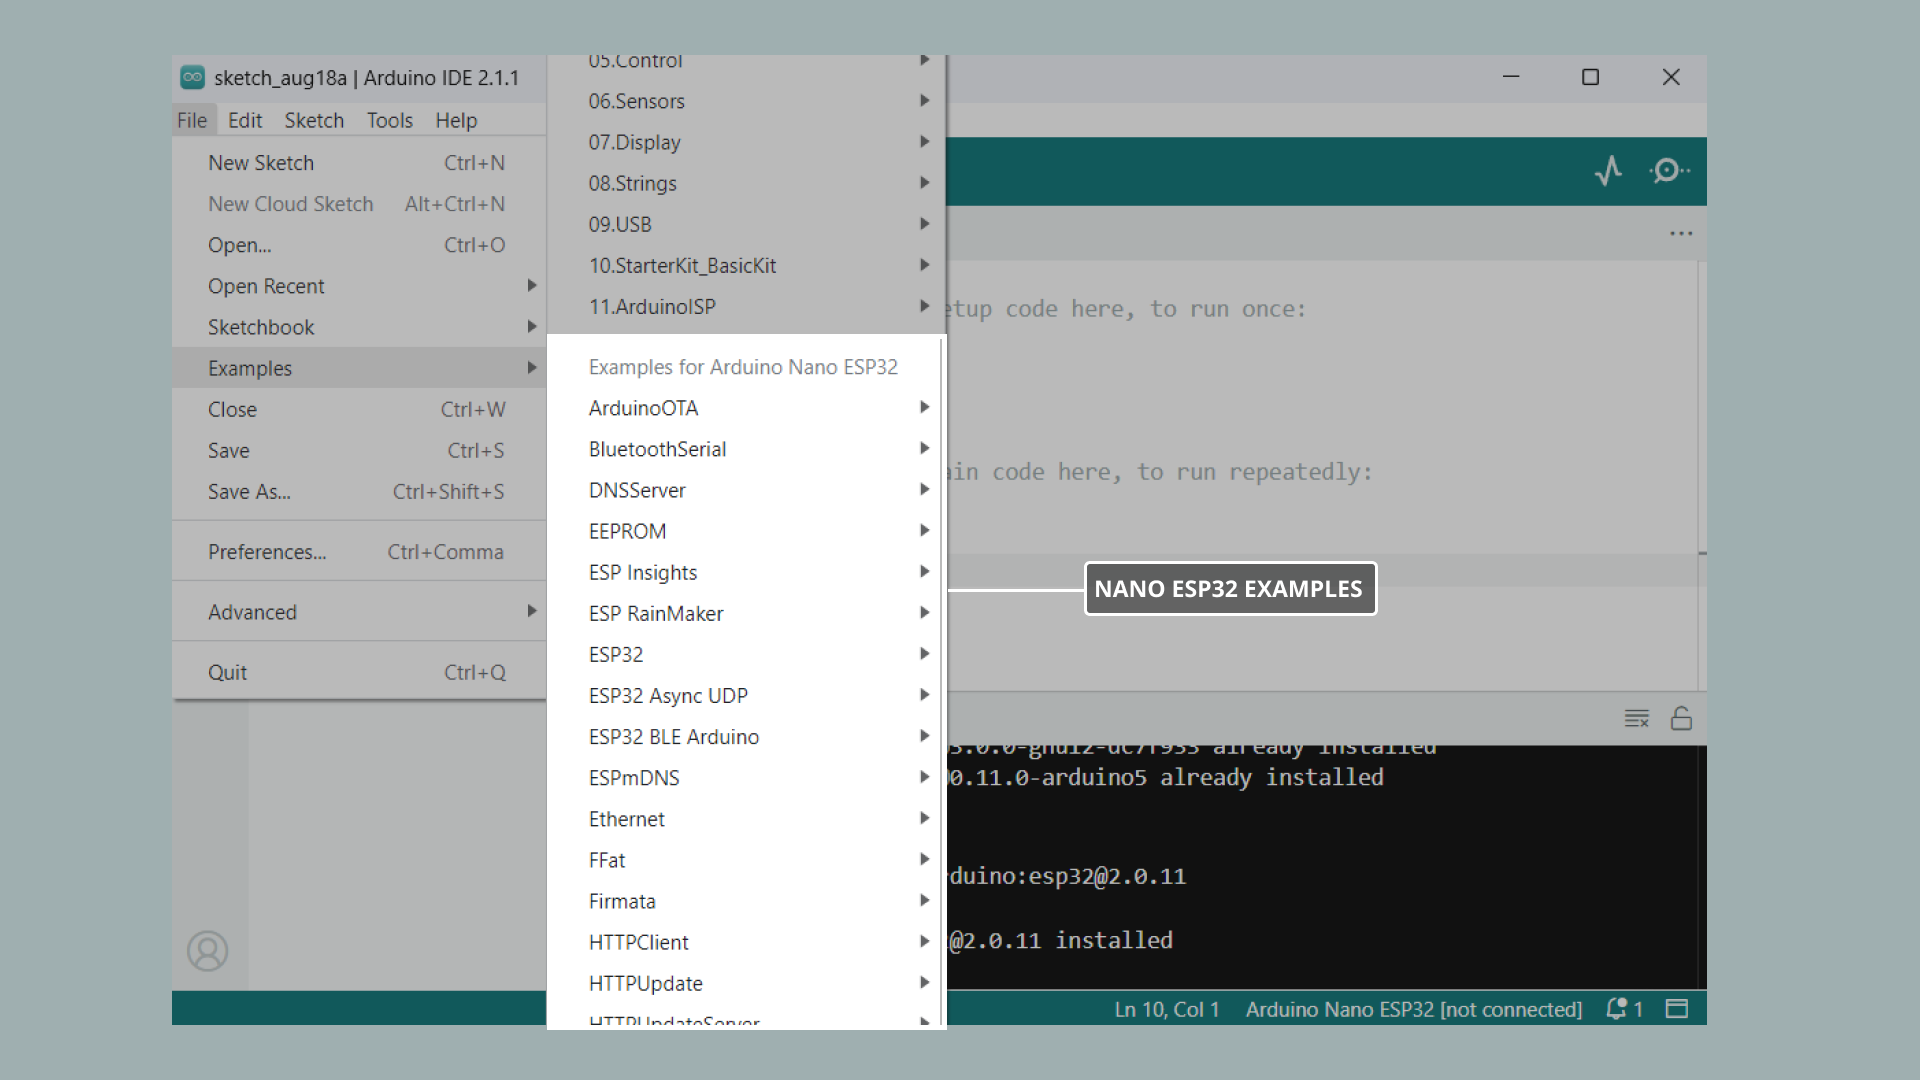 sketch_aug18a | Arduino IDE 2.1.1
File Edit Sketch Tools Help
New Sketch Ctrl+N
New Cloud Sketch Alt+Ctrl+N
Open... Ctrl+O
Open Recent
Sketchbook
Examples
Close Ctrl+W
Save Ctrl+S
Save As... Ctrl+Shift+S
Preferences... Ctrl+Comma
Advanced
Quit Ctrl+Q
05.Control
06.Sensors
07.Display
08.Strings
09.USB
10.StarterKit_BasicKit
11.ArduinoISP
Examples for Arduino Nano ESP32
ArduinoOTA
BluetoothSerial
DNSServer
EEPROM
ESP Insights
ESP RainMaker
ESP32
ESP32 Async UDP
ESP32 BLE Arduino
ESPmDNS
Ethernet
FFat
Firmata
HTTPClient
HTTPUpdate
HTTPUpdateServer
etup code here, to run once:
ain code here, to run repeatedly:
NANO ESP32 EXAMPLES
already installed
0.11.0-arduino5 already installed
duino:esp32@2.0.11
@2.0.11 installed
Ln 10, Col 1 Arduino Nano ESP32 [not connected] 1